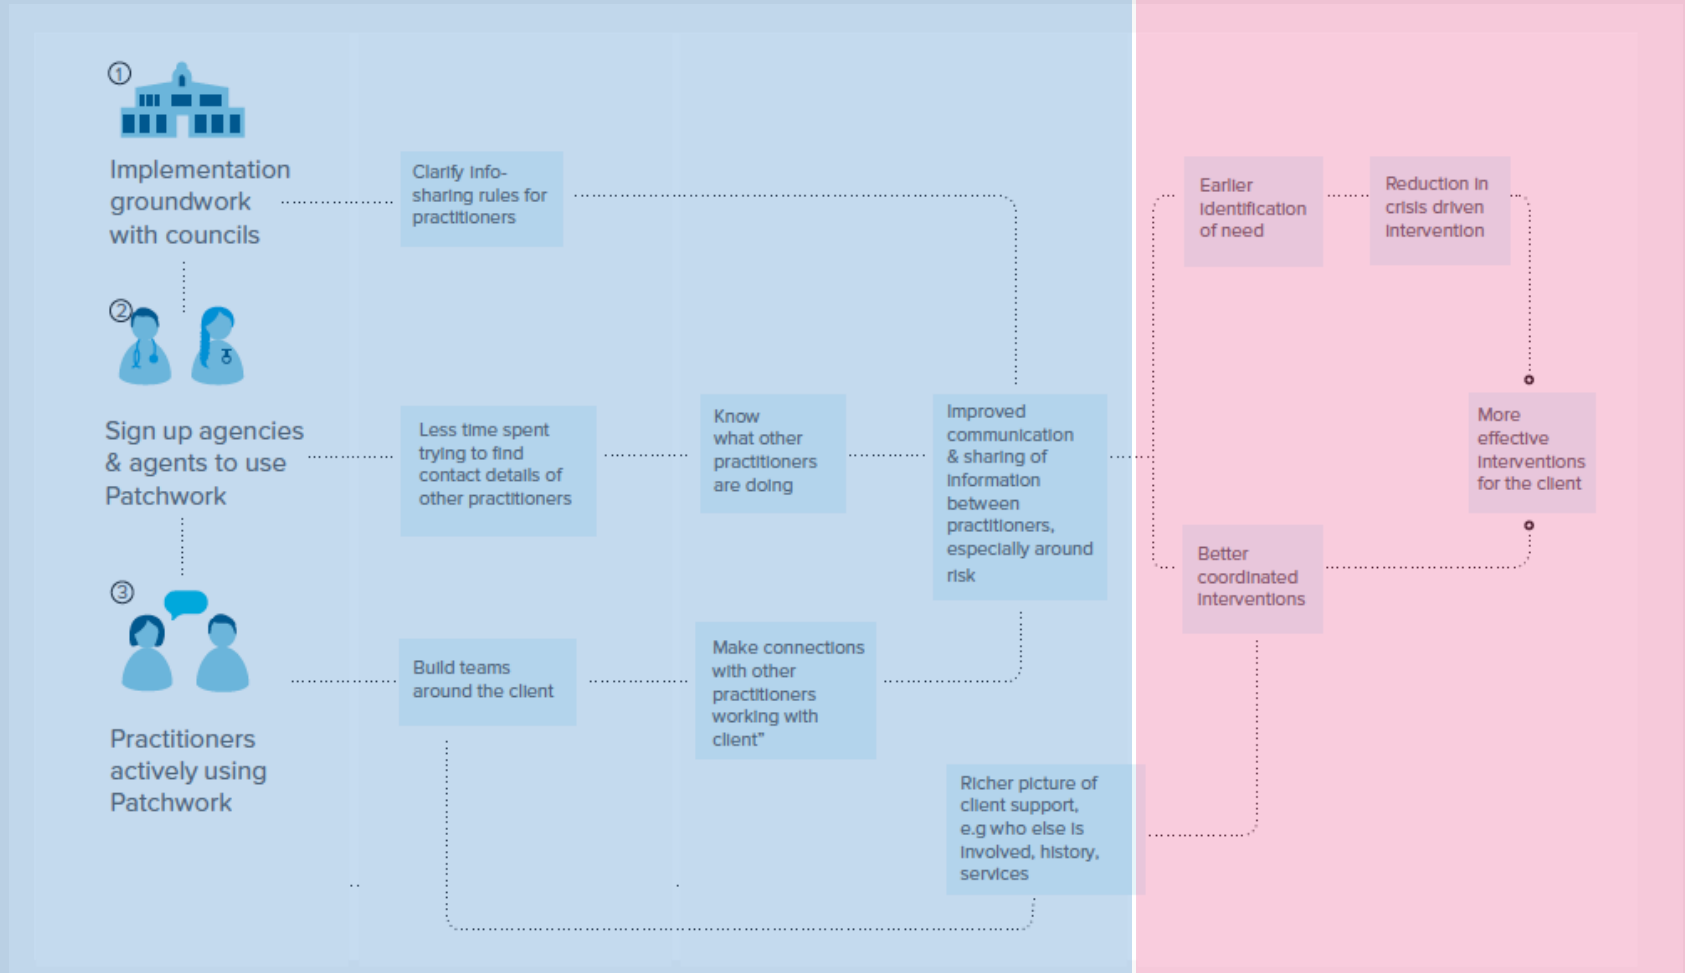 ①
Implementation
groundwork
with councils
Clarify info-
sharing rules for
practitioners
Earlier
identification
of need
Reduction in
crisis driven
intervention
②
Sign up agencies
& agents to use
Patchwork
Less time spent
trying to find
contact details of
other practitioners
Know
what other
practitioners
are doing
Improved
communication
& sharing of
information
between
practitioners,
especially around
risk
More
effective
interventions
for the client
Better
coordinated
interventions
③
Practitioners
actively using
Patchwork
Build teams
around the client
Make connections
with other
practitioners
working with
client”
Richer picture of
client support,
e.g who else is
involved, history,
services